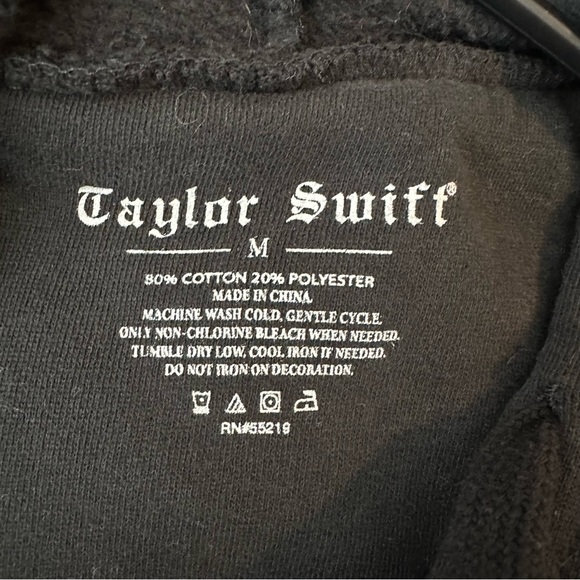 Taylor Swift®
M
80% COTTON 20% POLYESTER
MADE IN CHINA.
MACHINE WASH COLD, GENTLE CYCLE.
ONLY NON-CHLORINE BLEACH WHEN NEEDED.
TUMBLE DRY LOW, COOL IRON IF NEEDED.
DO NOT IRON ON DECORATION.
RN#55219